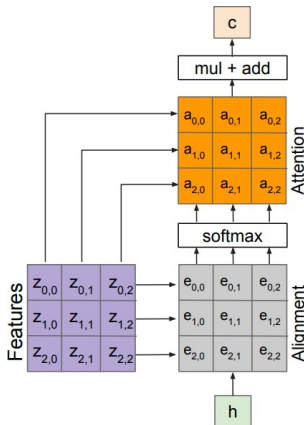 c
mul + add
a0,0 a0,1 a0,2
a1,0 a1,1 a1,2
a2,0 a2,1 a2,2
Attention
softmax
Features
z0,0 z0,1 z0,2
z1,0 z1,1 z1,2
z2,0 z2,1 z2,2
e0,0 e0,1 e0,2
e1,0 e1,1 e1,2
e2,0 e2,1 e2,2
Alignment
h